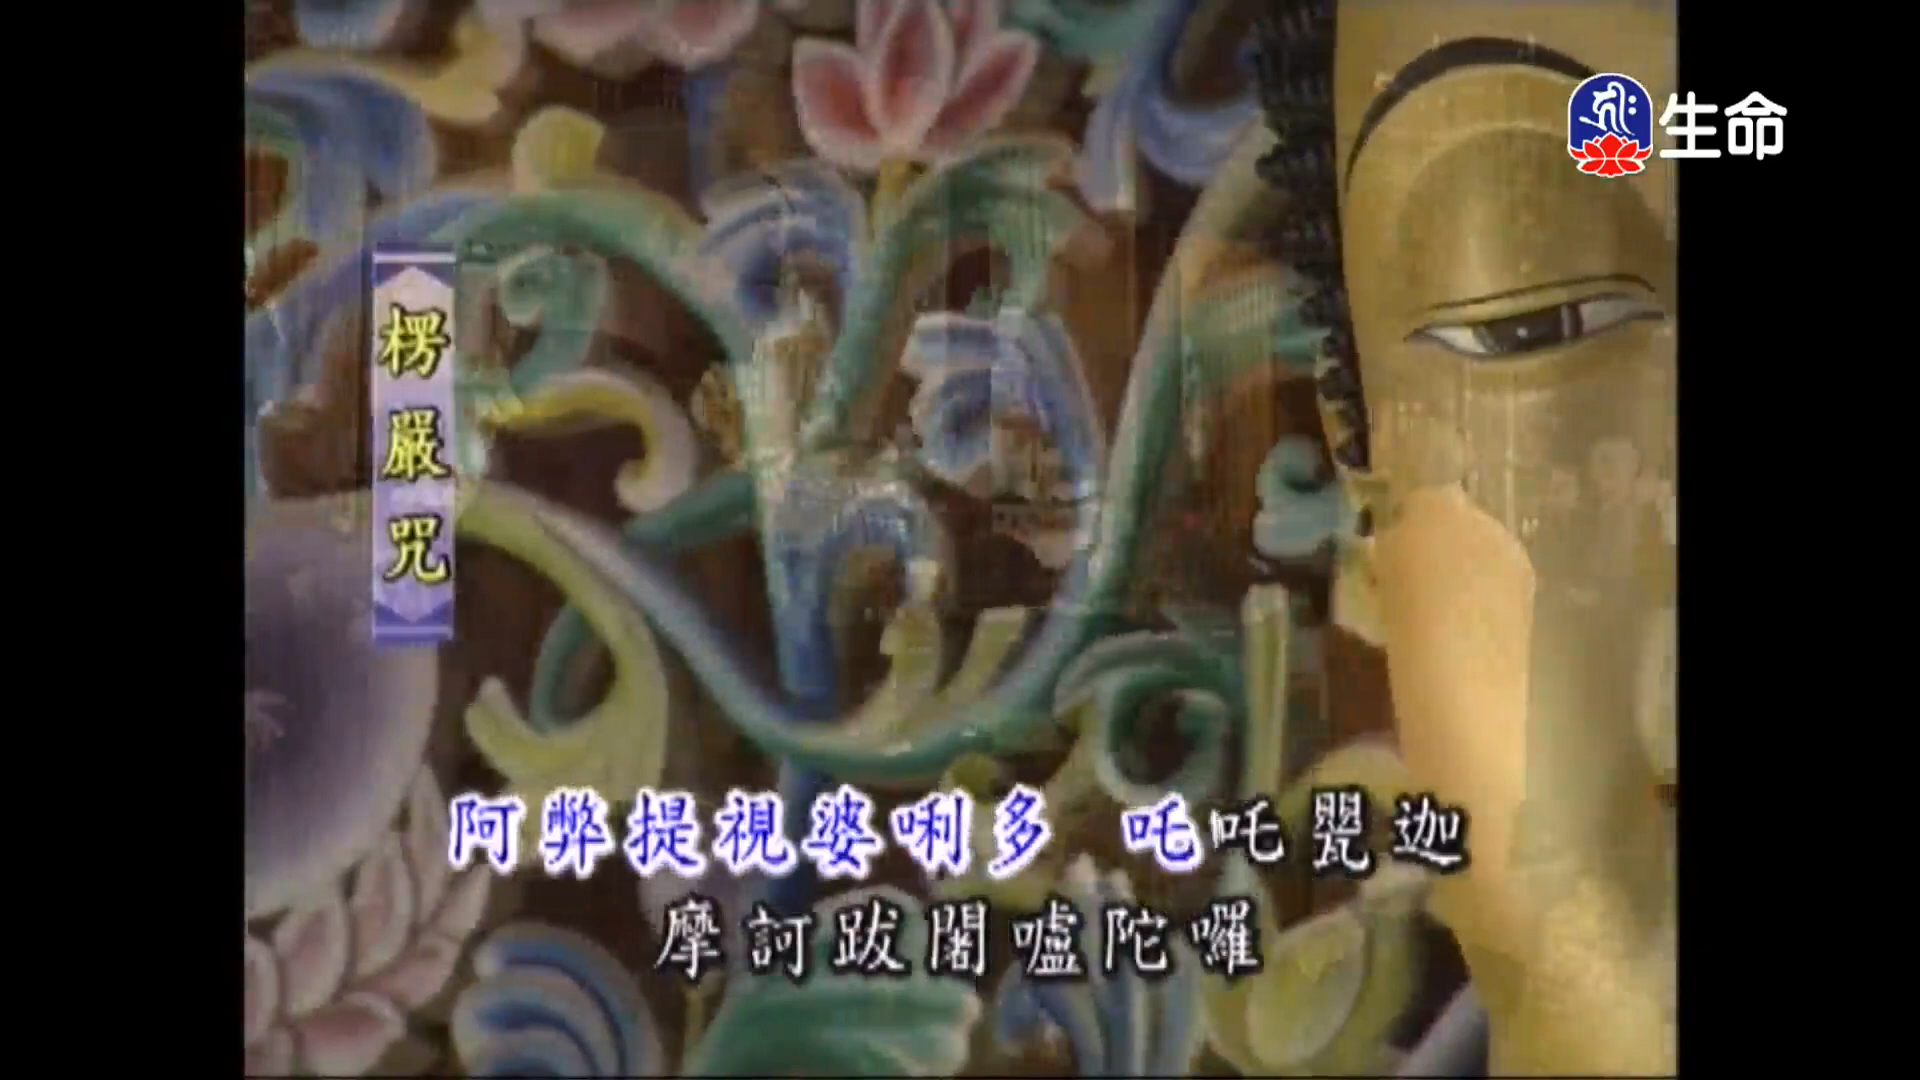 生命
楞嚴咒
阿弊提視婆唎多 吒吒甖迦
摩訶跋闍嚧陀囉